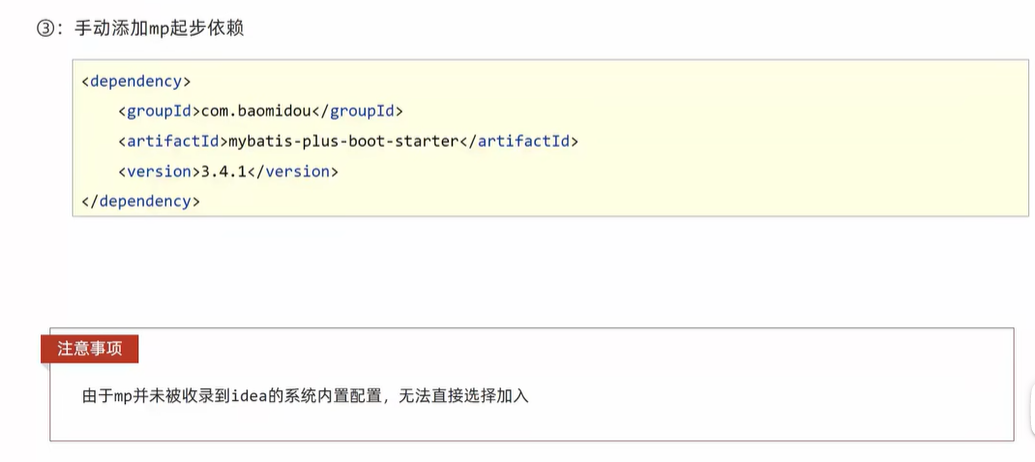 ③：手动添加mp起步依赖
<dependency>
    <groupId>com.baomidou</groupId>
    <artifactId>mybatis-plus-boot-starter</artifactId>
    <version>3.4.1</version>
</dependency>
注意事项
由于mp并未被收录到idea的系统内置配置，无法直接选择加入